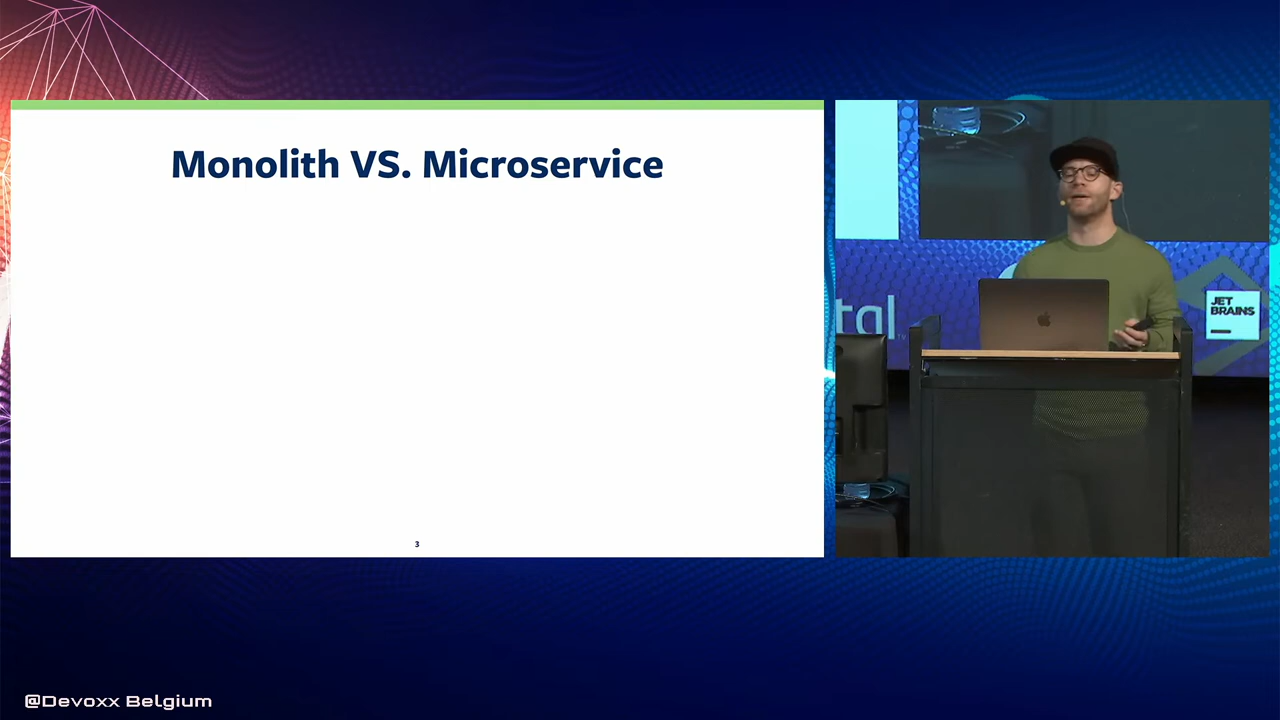 Monolith VS. Microservice
3
tal
JET
BRAINS
@Devoxx Belgium